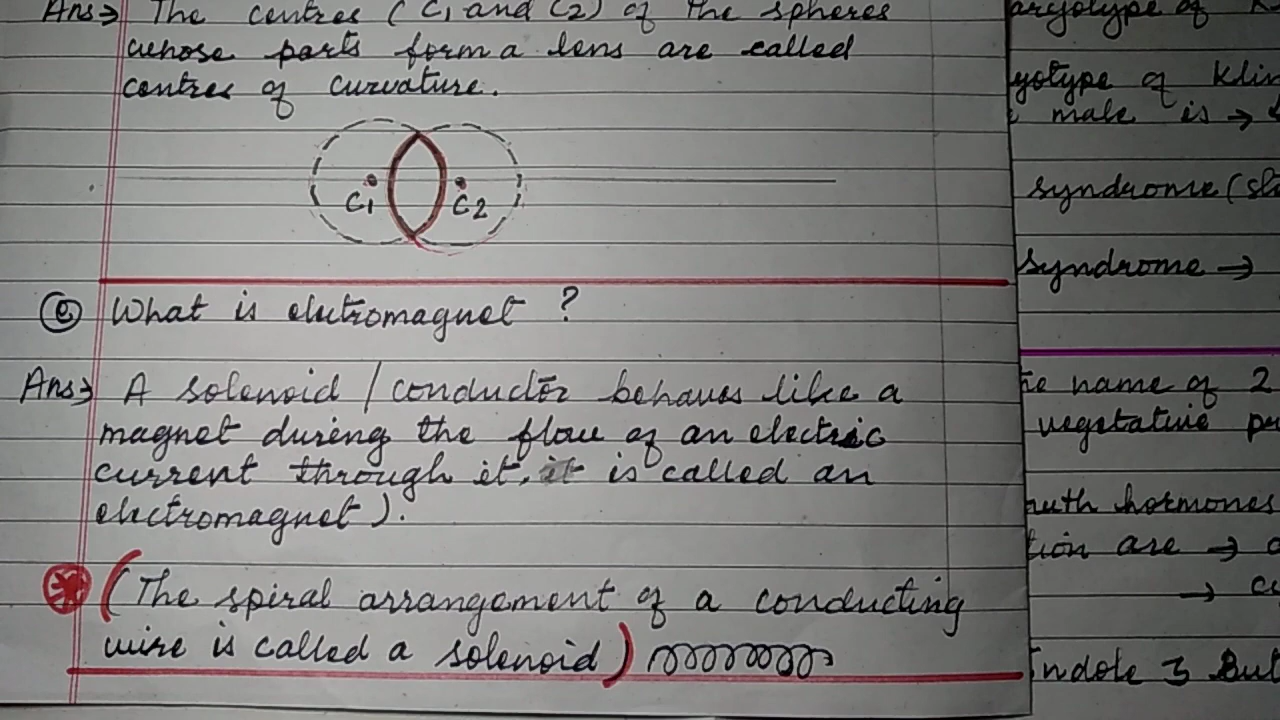 Ans→ The centres (C1 and C2) of the spheres
whose parts form a lens are called
centres of curvature.
C1 C2
(e) What is electromagnet ?
Ans→ A solenoid / conductor behaves like a
magnet during the flow of an electric
current through it, it is called an
electromagnet ).
(The spiral arrangement of a conducting
wire is called a solenoid)
aryotype of
yotype of Klin
male is →
syndrome (
syndrome →
name of 2
vegetative
hormones
tion are →
→
Indole 3 But